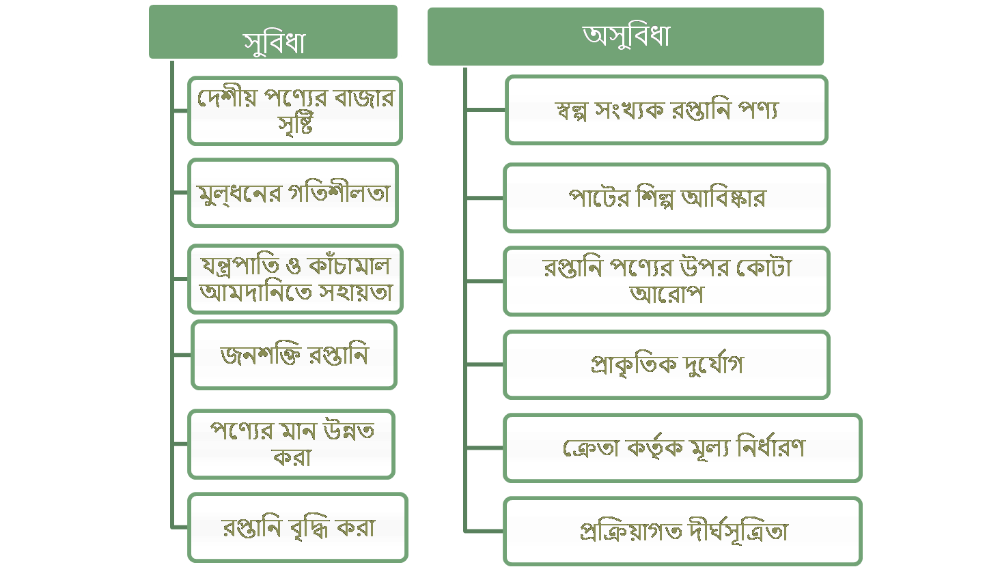 সুবিধা
দেশীয় পণ্যের বাজার
সৃষ্টি
মুল্ধনের গতিশীলতা
যন্ত্রপাতি ও কাঁচামাল
আমদানিতে সহায়তা
জনশক্তি রপ্তানি
পণ্যের মান উন্নত
করা
রপ্তানি বৃদ্ধি করা
অসুবিধা
স্বল্প সংখ্যক রপ্তানি পণ্য
পাটের শিল্প আবিষ্কার
রপ্তানি পণ্যের উপর কোটা
আরোপ
প্রাকৃতিক দুর্যোগ
ক্রেতা কর্তৃক মূল্য নির্ধারণ
প্রক্রিয়াগত দীর্ঘসূত্রিতা